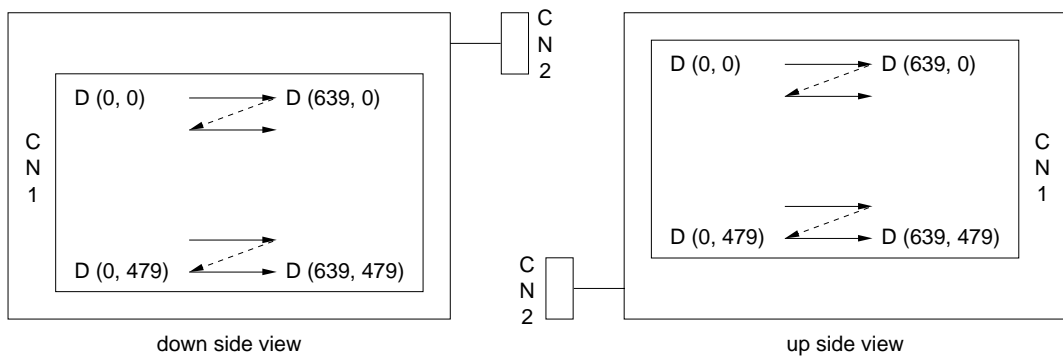 C
N
2
D (0, 0) D (639, 0)
C
N
1
D (0, 479) D (639, 479)
down side view
D (0, 0) D (639, 0)
C
N
1
D (0, 479) D (639, 479)
C
N
2
up side view